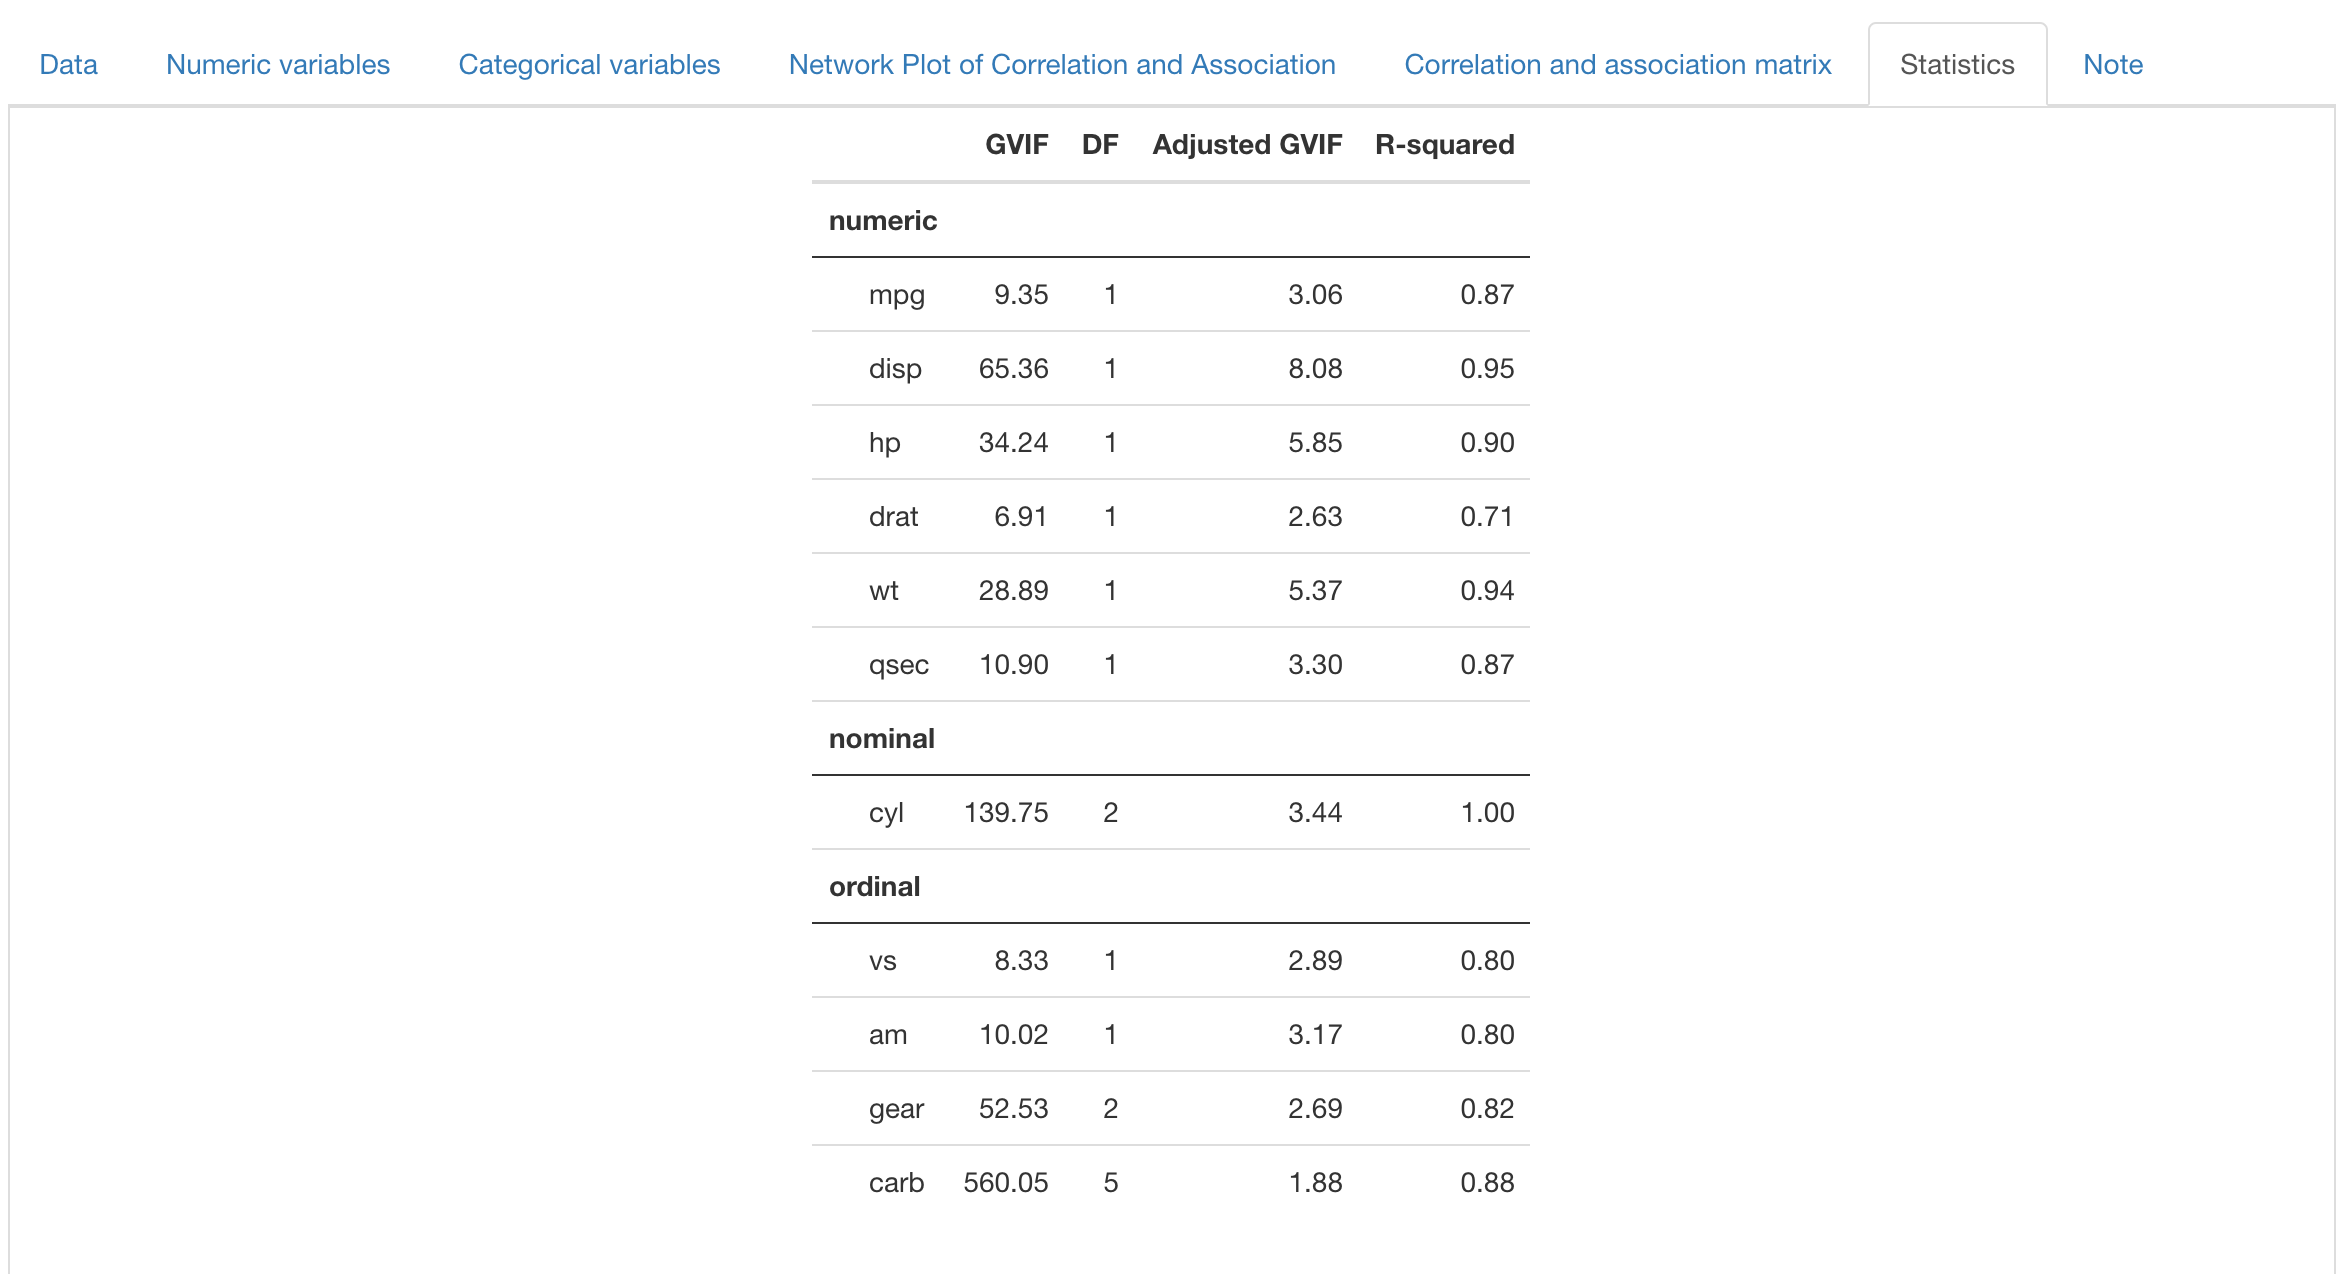 Data Numeric variables Categorical variables Network Plot of Correlation and Association Correlation and association matrix Statistics Note
GVIF DF Adjusted GVIF R-squared
numeric
mpg 9.35 1 3.06 0.87
disp 65.36 1 8.08 0.95
hp 34.24 1 5.85 0.90
drat 6.91 1 2.63 0.71
wt 28.89 1 5.37 0.94
qsec 10.90 1 3.30 0.87
nominal
cyl 139.75 2 3.44 1.00
ordinal
vs 8.33 1 2.89 0.80
am 10.02 1 3.17 0.80
gear 52.53 2 2.69 0.82
carb 560.05 5 1.88 0.88